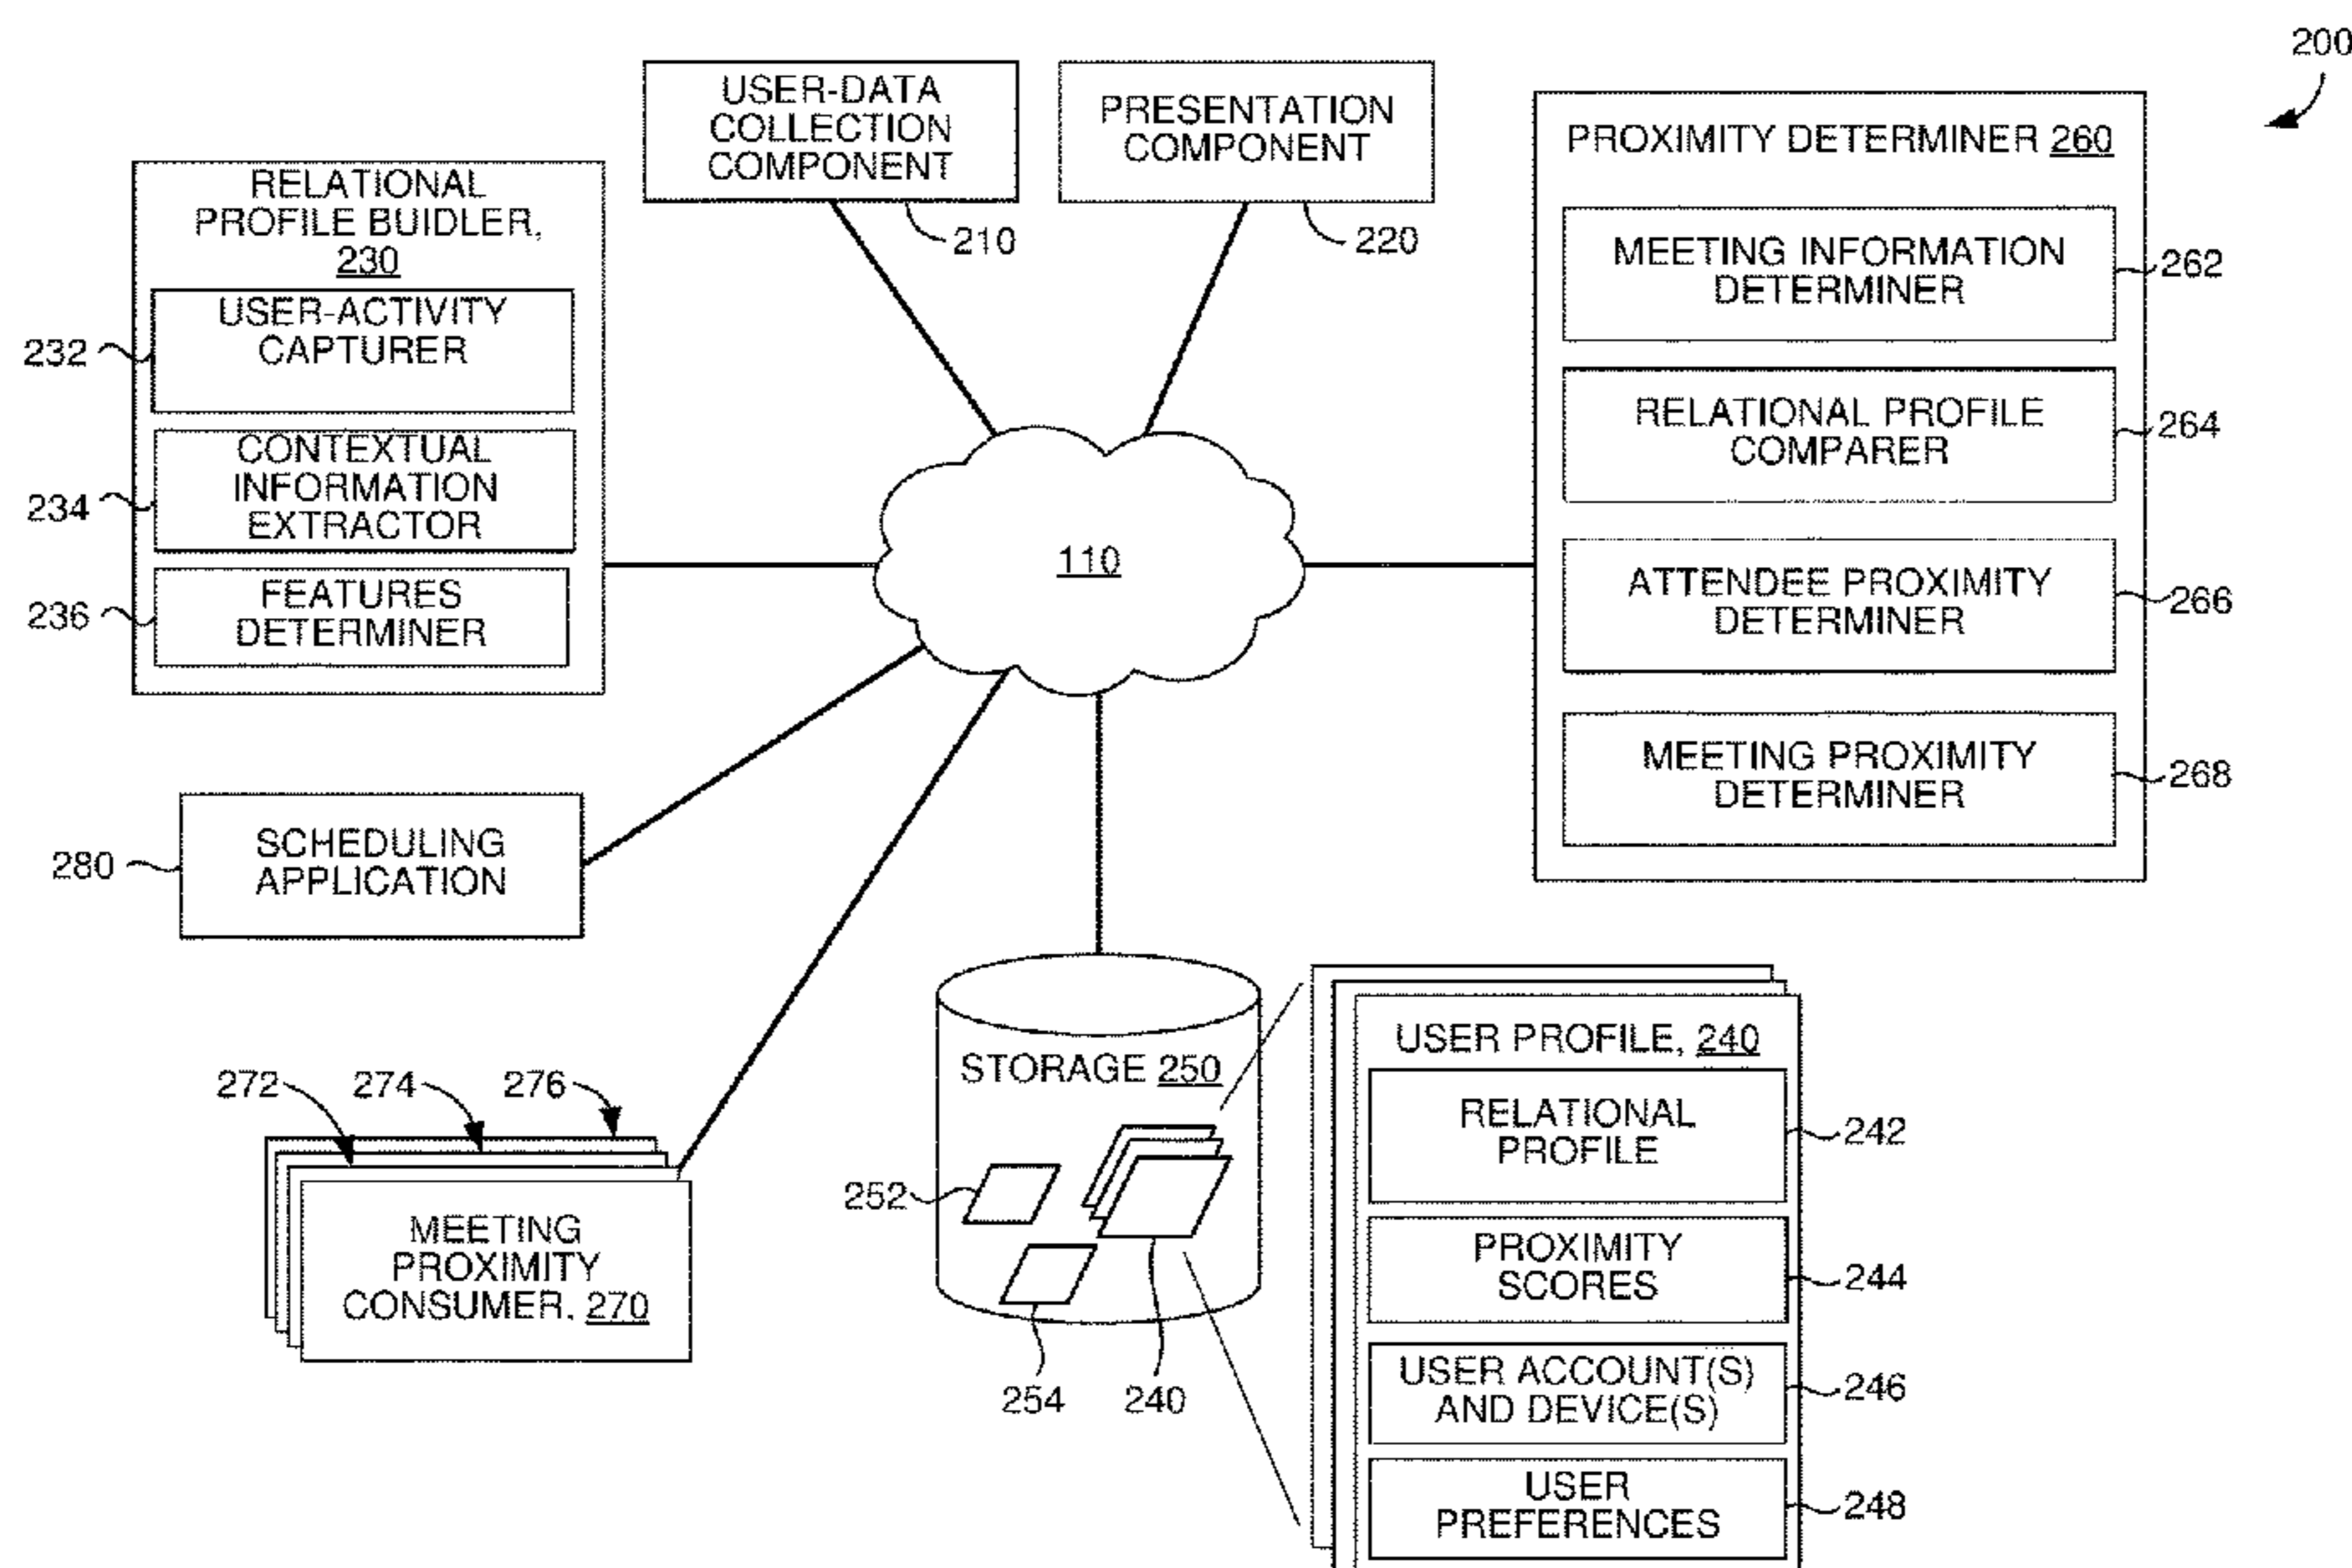 200
USER-DATA
COLLECTION
COMPONENT
210
PRESENTATION
COMPONENT
220
PROXIMITY DETERMINER 260
MEETING INFORMATION
DETERMINER
262
RELATIONAL PROFILE
COMPARER
264
ATTENDEE PROXIMITY
DETERMINER
266
MEETING PROXIMITY
DETERMINER
268
RELATIONAL
PROFILE BUIDLER,
230
USER-ACTIVITY
CAPTURER
232
CONTEXTUAL
INFORMATION
EXTRACTOR
234
FEATURES
DETERMINER
236
110
SCHEDULING
APPLICATION
280
272
274
276
MEETING
PROXIMITY
CONSUMER, 270
STORAGE 250
252
254
240
USER PROFILE, 240
RELATIONAL
PROFILE
242
PROXIMITY
SCORES
244
USER ACCOUNT(S)
AND DEVICE(S)
246
USER
PREFERENCES
248